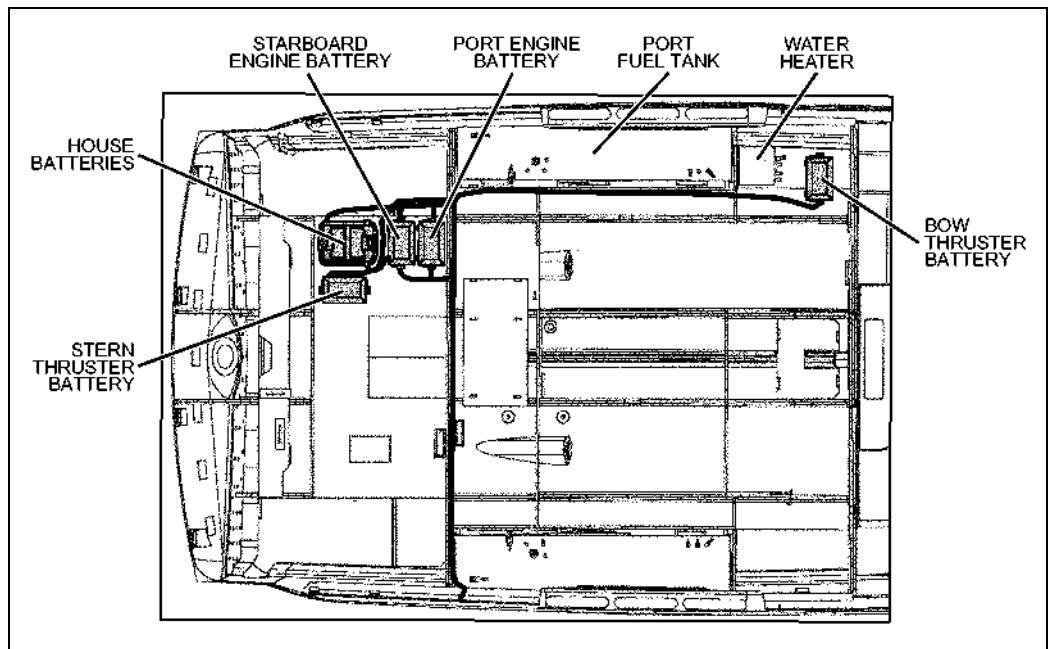 STARBOARD
ENGINE BATTERY
PORT ENGINE
BATTERY
PORT
FUEL TANK
WATER
HEATER
HOUSE
BATTERIES
BOW
THRUSTER
BATTERY
STERN
THRUSTER
BATTERY